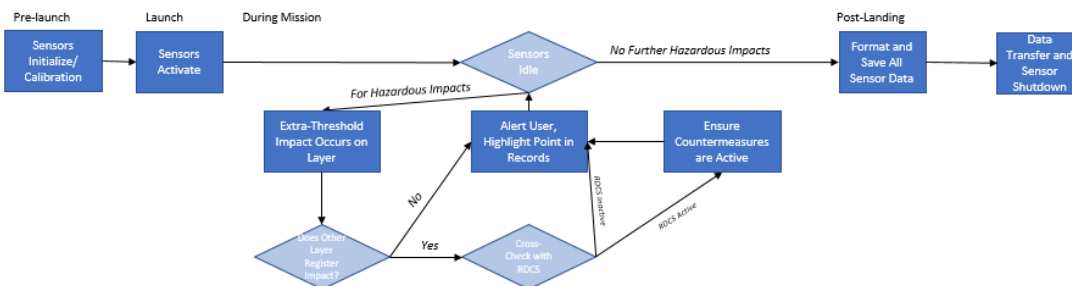 Pre-launch
Launch
During Mission
Post-Landing
Sensors
Initialize/
Calibration
Sensors
Activate
Sensors
Idle
No Further Hazardous Impacts
Format and
Save All
Sensor Data
Data
Transfer and
Sensor
Shutdown
For Hazardous Impacts
Extra-Threshold
Impact Occurs on
Layer
Alert User,
Highlight Point in
Records
Ensure
Countermeasures
are Active
No
RDCS Inactive
RDCS Active
Does Other
Layer
Register
Impact?
Yes
Cross-
Check with
RDCS